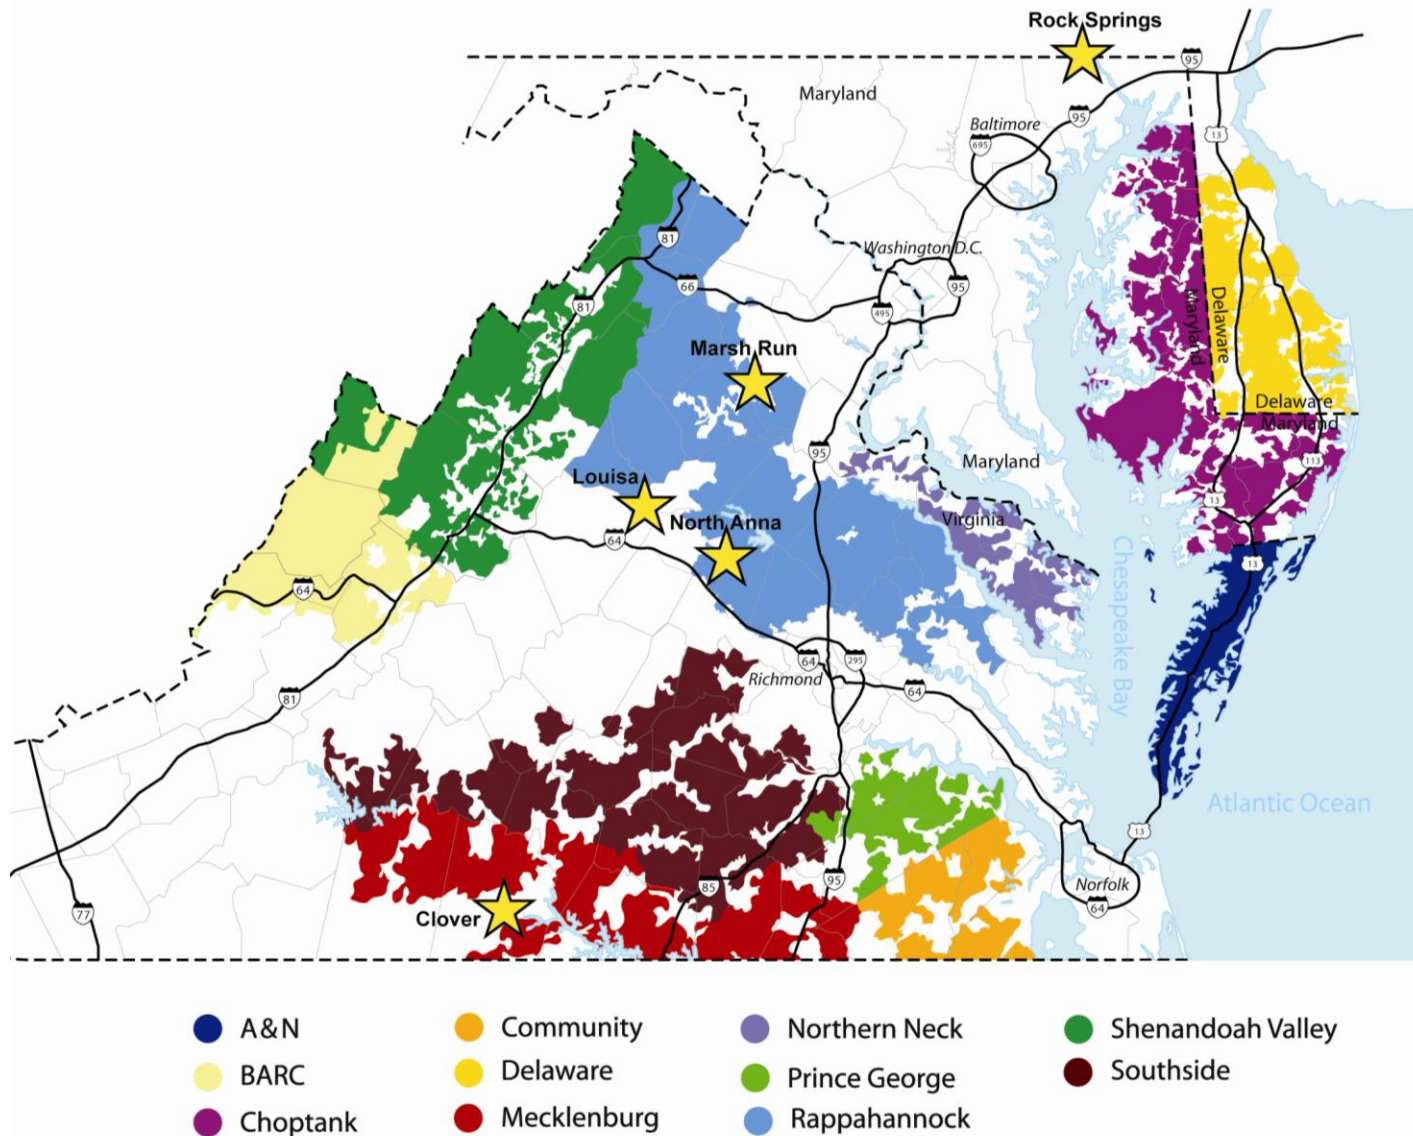 Rock Springs
95
Maryland
95
Baltimore
695
13
81
Washington D.C.
66
95
81
495
Maryland
Delaware
Marsh Run
Delaware
Maryland
95
Maryland
113
Louisa
13
North Anna
Virginia
64
13
64
Chesapeake Bay
64
295
Richmond
64
81
Atlantic Ocean
13
95
85
Norfolk
64
77
Clover
A & N
Community
Northern Neck
Shenandoah Valley
BARC
Delaware
Prince George
Southside
Choptank
Mecklenburg
Rappahannock